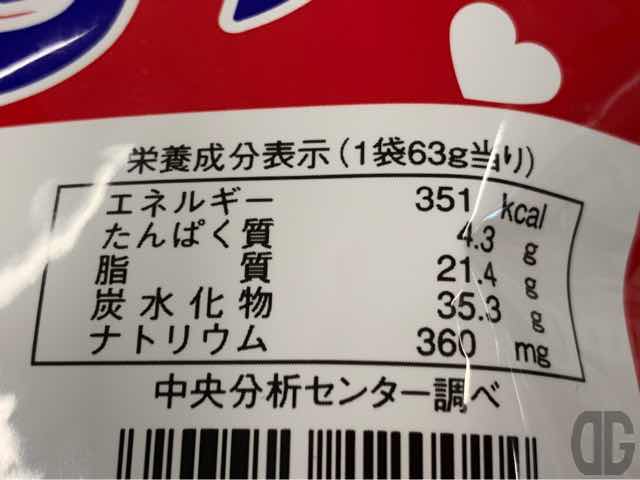 栄養成分表示(1袋63g当り)
エネルギー 351 kcal
たんぱく質 4.3 g
脂質 21.4 g
炭水化物 35.3 g
ナトリウム 360 mg
中央分析センター調べ
DG